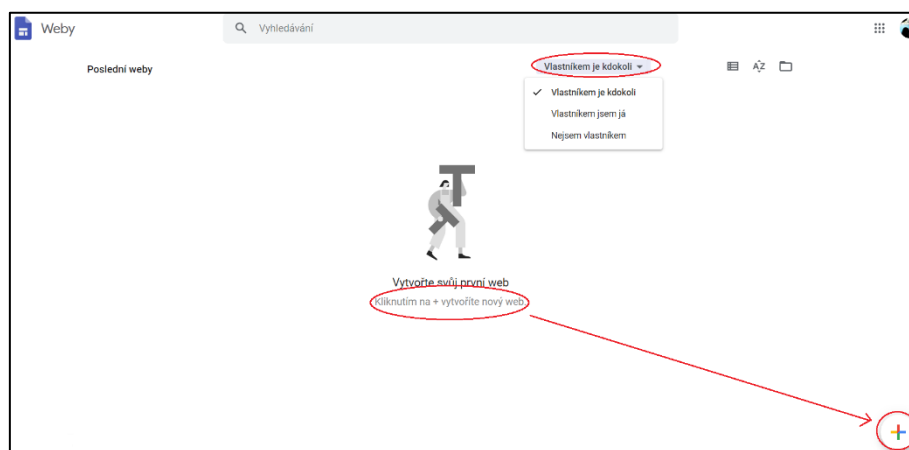 Weby
Vyhledávání
Poslední weby
Vlastníkem je kdokoli
Vlastníkem je kdokoli
Vlastníkem jsem já
Nejsem vlastníkem
Vytvořte svůj první web
Kliknutím na + vytvoříte nový web